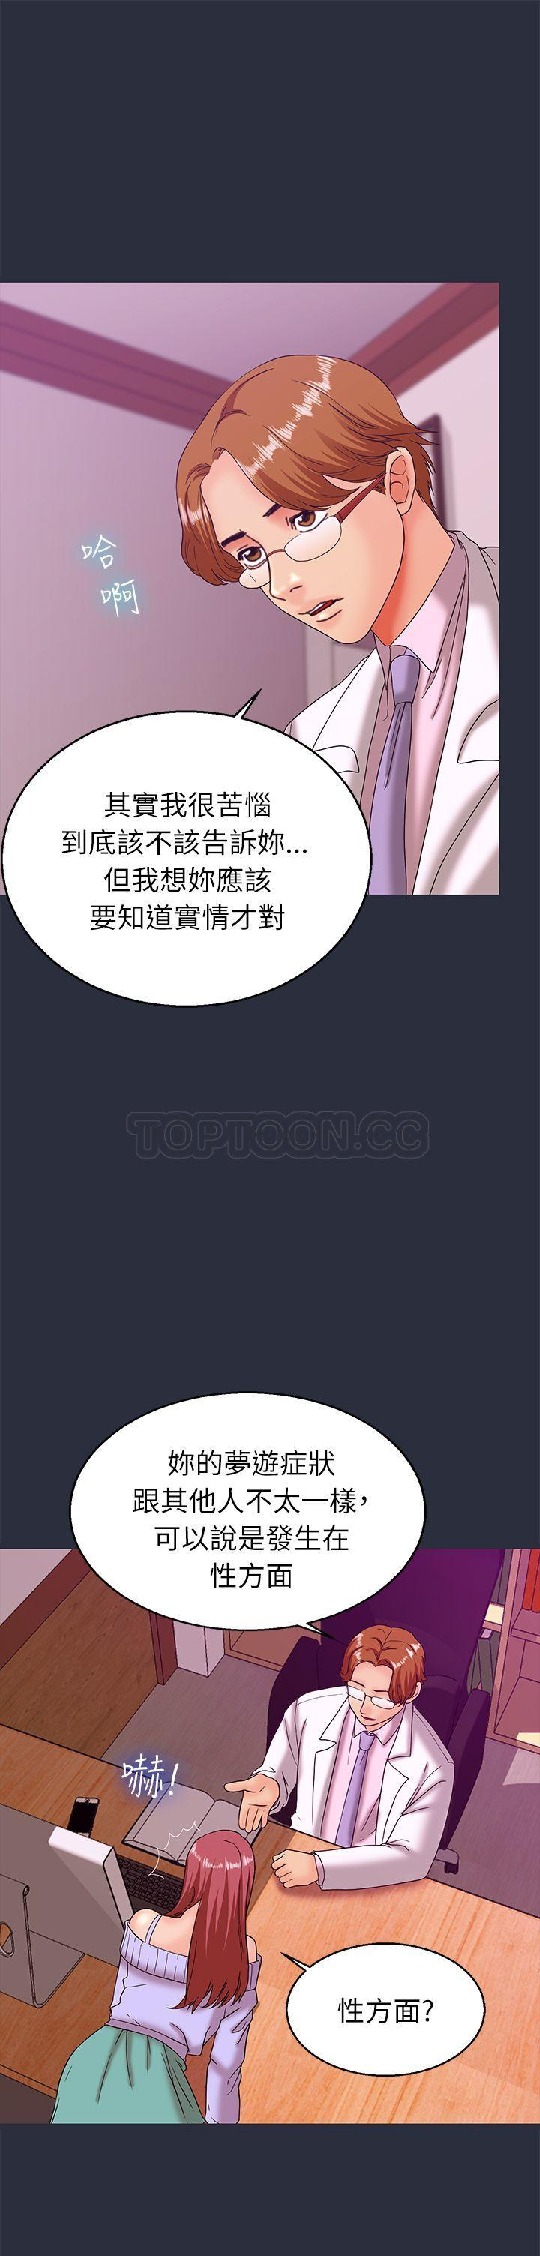 哈
啊
其實我很苦惱
到底該不該告訴妳...
但我想妳應該
要知道實情才對
TOPTOON.CC
妳的夢遊症狀
跟其他人不太一樣，
可以說是發生在
性方面
嚇!
性方面?